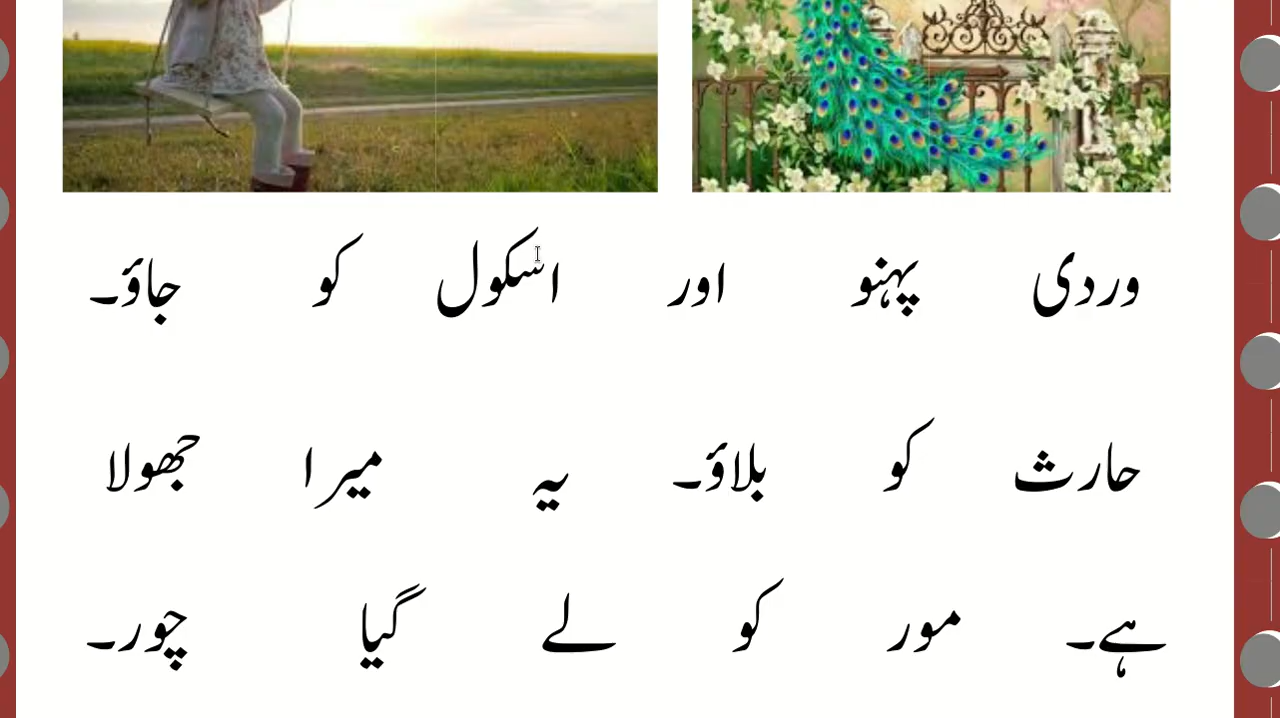 وردی پہنو اور اسکول کو جاؤ۔
حارث کو بلاؤ۔ یہ میرا جھولا
ہے۔ مور کو لے گیا چور۔